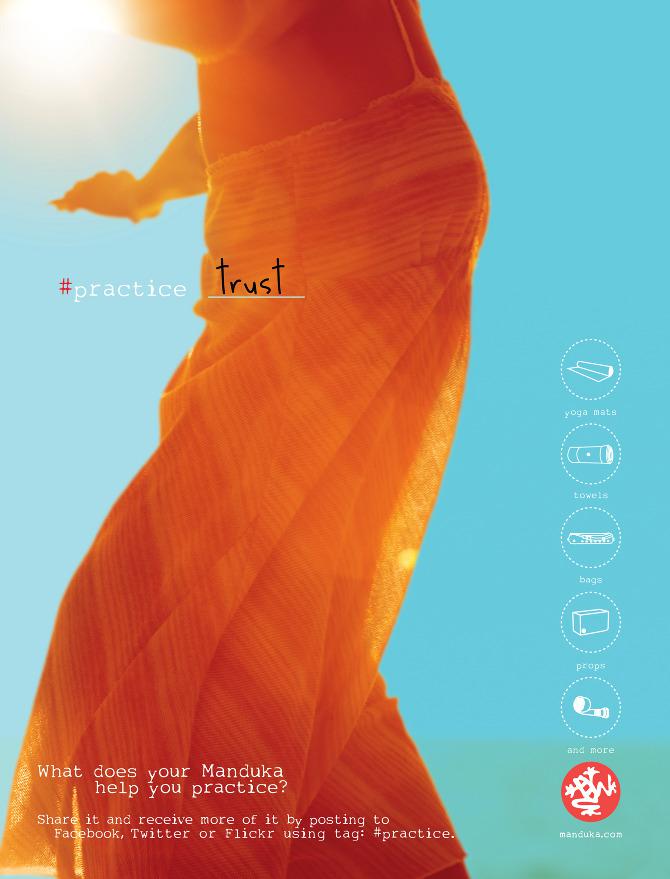 #practice trust
yoga mats
towels
bags
props
and more
manduka.com
What does your Manduka
help you practice?
Share it and receive more of it by posting to
Facebook, Twitter or Flickr using tag: #practice.